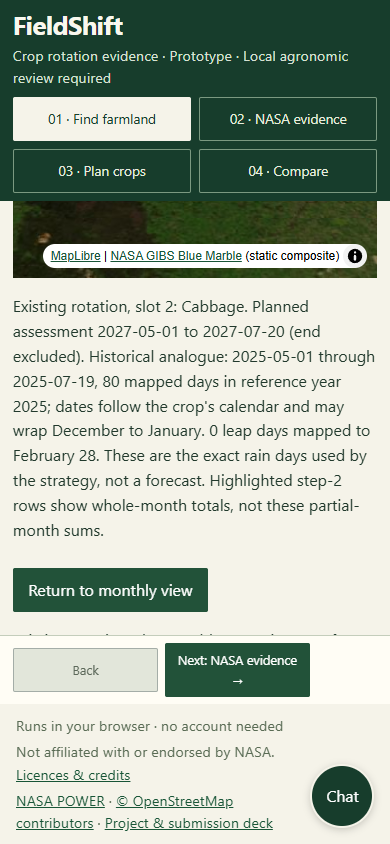 FieldShift
Crop rotation evidence · Prototype · Local agronomic
review required
01 · Find farmland
02 · NASA evidence
03 · Plan crops
04 · Compare
MapLibre | NASA GIBS Blue Marble (static composite)
Existing rotation, slot 2: Cabbage. Planned
assessment 2027-05-01 to 2027-07-20 (end
excluded). Historical analogue: 2025-05-01 through
2025-07-19, 80 mapped days in reference year
2025; dates follow the crop's calendar and may
wrap December to January. 0 leap days mapped to
February 28. These are the exact rain days used by
the strategy, not a forecast. Highlighted step-2
rows show whole-month totals, not these partial-
month sums.
Return to monthly view
Back
Next: NASA evidence
→
Runs in your browser · no account needed
Not affiliated with or endorsed by NASA.
Licences & credits
NASA POWER · © OpenStreetMap
contributors · Project & submission deck
Chat